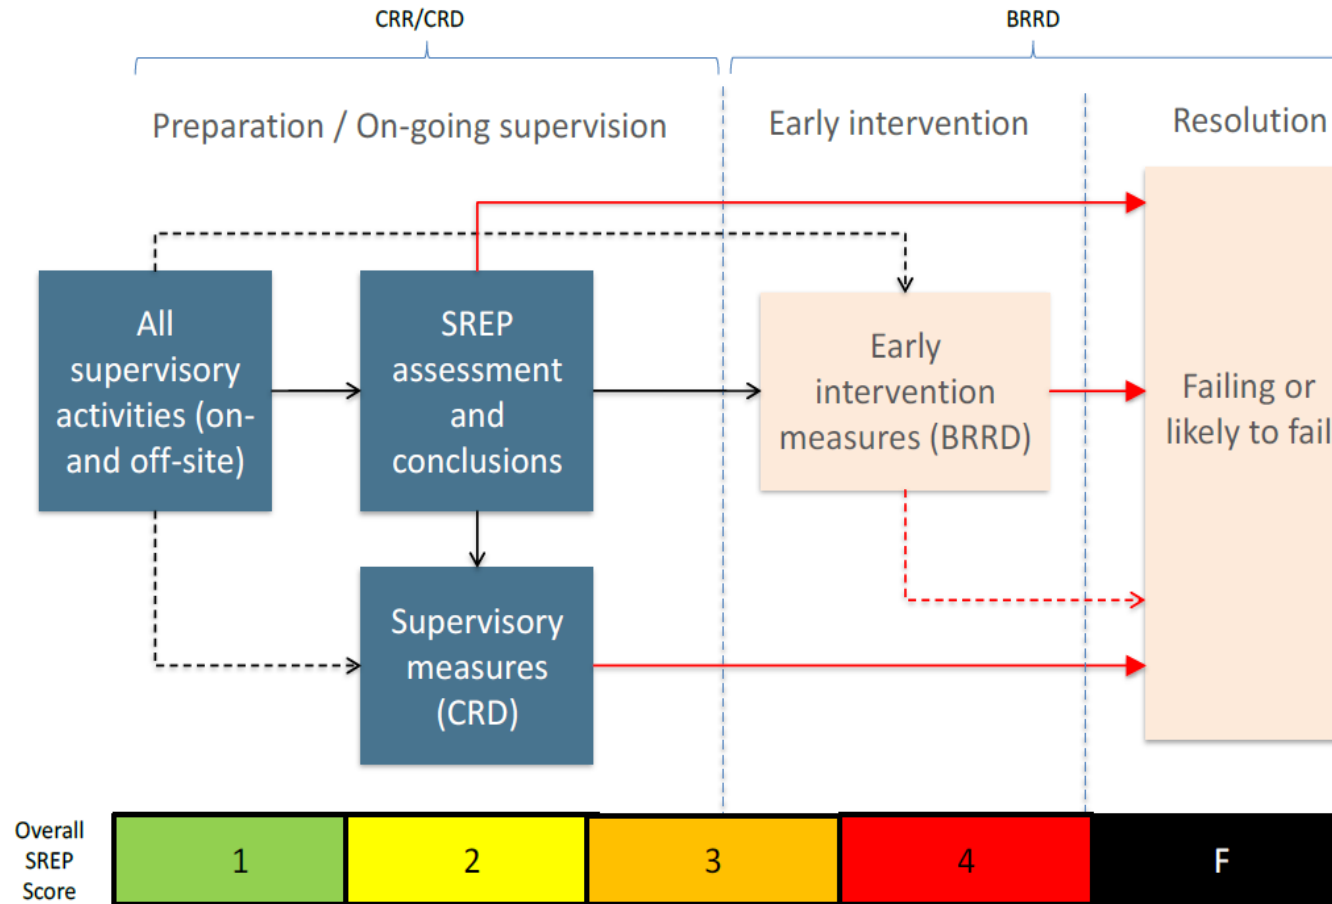 CRR/CRD
BRRD
Preparation / On-going supervision
Early intervention
Resolution
All
supervisory
activities (on-
and off-site)
SREP
assessment
and
conclusions
Early
intervention
measures (BRRD)
Failing or
likely to fail
Supervisory
measures
(CRD)
Overall
SREP
Score
1
2
3
4
F